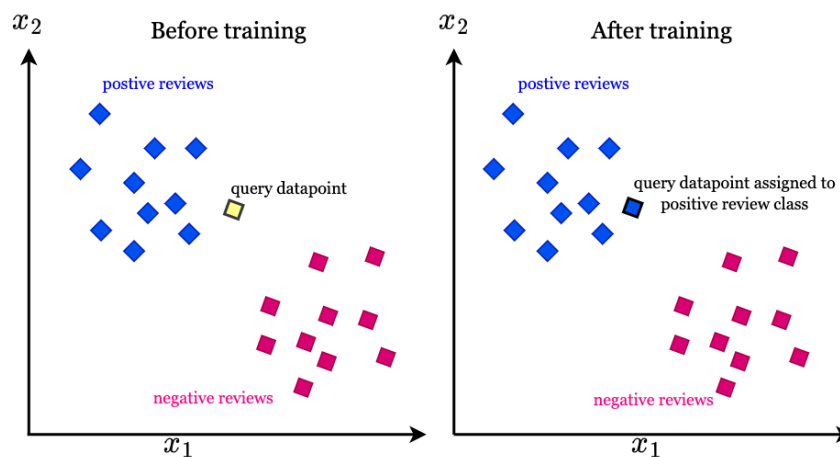 x2
Before training
postive reviews
query datapoint
negative reviews
x1
x2
After training
postive reviews
query datapoint assigned to
positive review class
negative reviews
x1